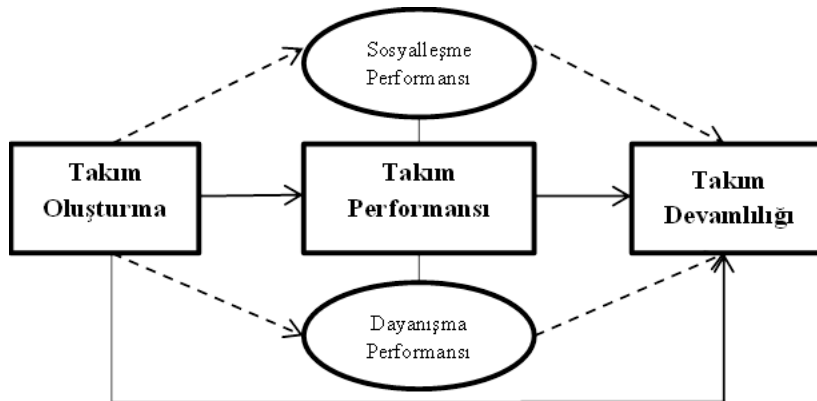 Sosyalleşme
Performansı
Takım
Oluşturma
Takım
Performansı
Takım
Devamlılığı
Dayanışma
Performansı